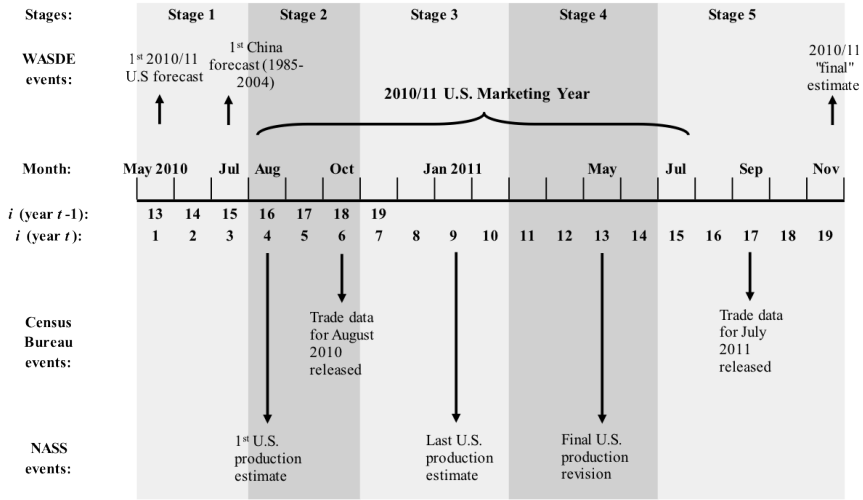 Stages: Stage 1 Stage 2 Stage 3 Stage 4 Stage 5
WASDE
events:
1st 2010/11
U.S forecast
1st China
forecast (1985-
2004)
2010/11
"final"
estimate
2010/11 U.S. Marketing Year
Month: May 2010 Jul Aug Oct Jan 2011 May Jul Sep Nov
i (year t -1): 13 14 15 16 17 18 19
i (year t ): 1 2 3 4 5 6 7 8 9 10 11 12 13 14 15 16 17 18 19
Census
Bureau
events:
Trade data
for August
2010
released
Trade data
for July
2011
released
NASS
events:
1st U.S.
production
estimate
Last U.S.
production
estimate
Final U.S.
production
revision